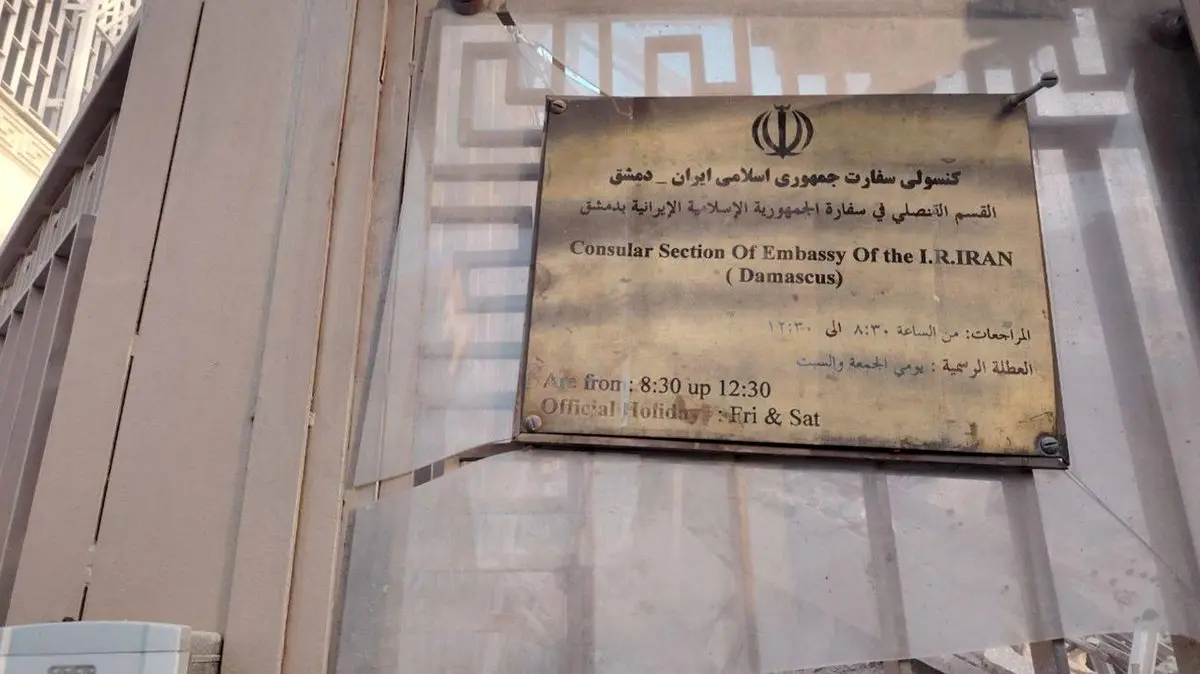 کنسولی سفارت جمهوری اسلامی ایران _ دمشق
القسم القنصلي في سفارة الجمهورية الإسلامية الإيرانية بدمشق
Consular Section Of Embassy Of the I.R.IRAN
( Damascus)
المراجعات: من الساعة ٨:٣٠ الى ١٢:٣٠
العطلة الرسمية : يومي الجمعة والسبت
Are from: 8:30 up 12:30
Official Holidays : Fri & Sat